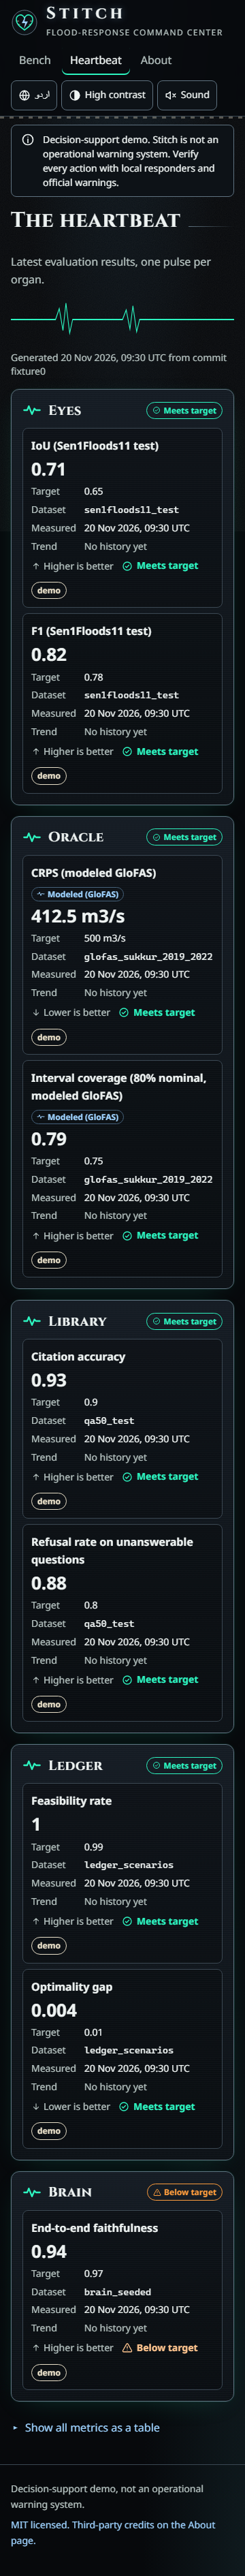 Stitch
FLOOD-RESPONSE COMMAND CENTER
Bench Heartbeat About
اردو High contrast Sound
Decision-support demo. Stitch is not an
operational warning system. Verify
every action with local responders and
official warnings.
The heartbeat
Latest evaluation results, one pulse per
organ.
Generated 20 Nov 2026, 09:30 UTC from commit
fixture0
Eyes Meets target
IoU (Sen1Floods11 test)
0.71
Target 0.65
Dataset sen1floods11_test
Measured 20 Nov 2026, 09:30 UTC
Trend No history yet
↑ Higher is better Meets target
demo
F1 (Sen1Floods11 test)
0.82
Target 0.78
Dataset sen1floods11_test
Measured 20 Nov 2026, 09:30 UTC
Trend No history yet
↑ Higher is better Meets target
demo
Oracle Meets target
CRPS (modeled GloFAS)
Modeled (GloFAS)
412.5 m3/s
Target 500 m3/s
Dataset glofas_sukkur_2019_2022
Measured 20 Nov 2026, 09:30 UTC
Trend No history yet
↓ Lower is better Meets target
demo
Interval coverage (80% nominal,
modeled GloFAS)
Modeled (GloFAS)
0.79
Target 0.75
Dataset glofas_sukkur_2019_2022
Measured 20 Nov 2026, 09:30 UTC
Trend No history yet
↑ Higher is better Meets target
demo
Library Meets target
Citation accuracy
0.93
Target 0.9
Dataset qa50_test
Measured 20 Nov 2026, 09:30 UTC
Trend No history yet
↑ Higher is better Meets target
demo
Refusal rate on unanswerable
questions
0.88
Target 0.8
Dataset qa50_test
Measured 20 Nov 2026, 09:30 UTC
Trend No history yet
↑ Higher is better Meets target
demo
Ledger Meets target
Feasibility rate
1
Target 0.99
Dataset ledger_scenarios
Measured 20 Nov 2026, 09:30 UTC
Trend No history yet
↑ Higher is better Meets target
demo
Optimality gap
0.004
Target 0.01
Dataset ledger_scenarios
Measured 20 Nov 2026, 09:30 UTC
Trend No history yet
↓ Lower is better Meets target
demo
Brain Below target
End-to-end faithfulness
0.94
Target 0.97
Dataset brain_seeded
Measured 20 Nov 2026, 09:30 UTC
Trend No history yet
↑ Higher is better Below target
demo
Show all metrics as a table
Decision-support demo, not an operational
warning system.
MIT licensed. Third-party credits on the About
page.